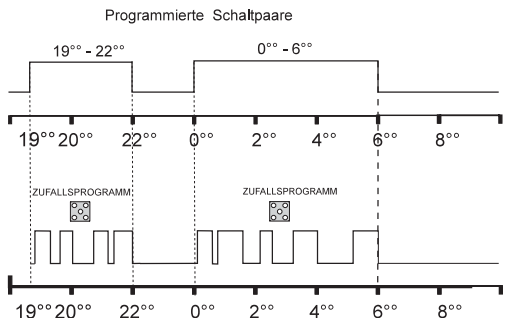 Programmierte Schaltpaare
19°° - 22°° 0°° - 6°°
19°° 20°° 22°° 0°° 2°° 4°° 6°° 8°°
ZUFALLSPROGRAMM ZUFALLSPROGRAMM
19°° 20°° 22°° 0°° 2°° 4°° 6°° 8°°